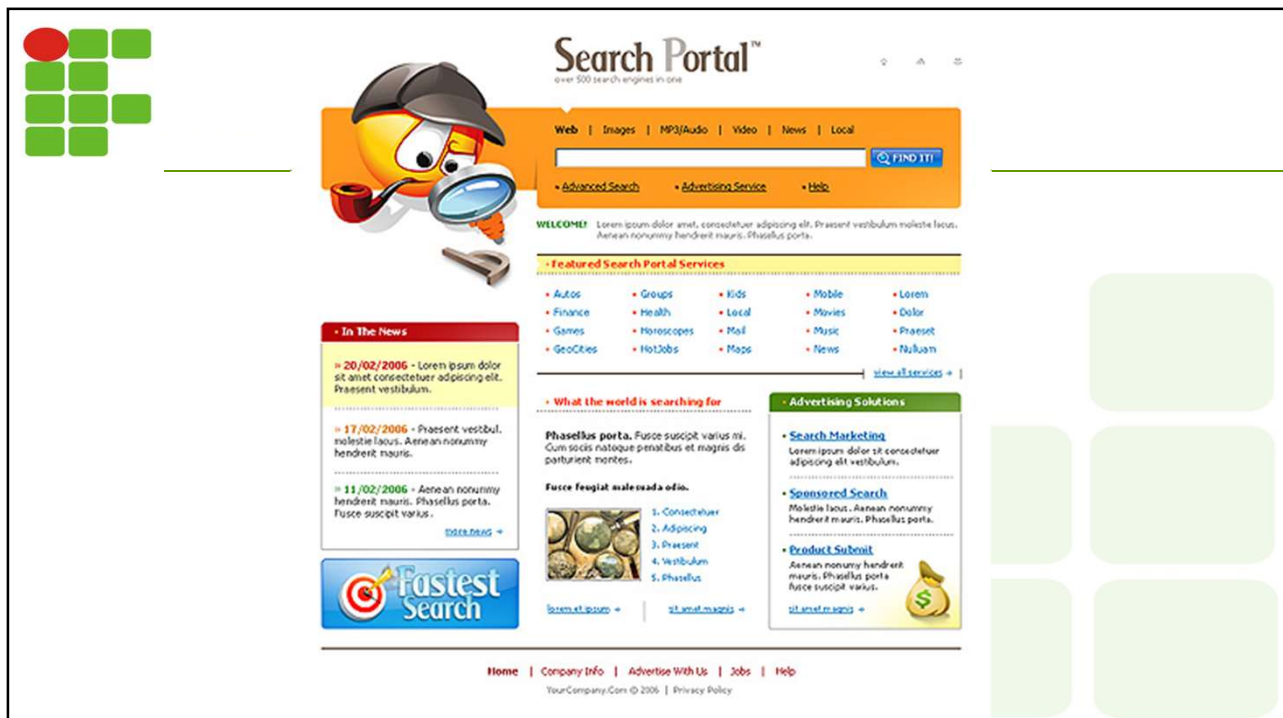 Search Portal™
over 500 search engines in one
Web | Images | MP3/Audio | Video | News | Local
FIND IT!
• Advanced Search • Advertising Service • Help
WELCOME! Lorem ipsum dolor amet, consectetuer adipiscing elit. Praesent vestibulum moleste lacus.
Aenean nonummy hendrerit mauris. Phasellus porta.
• Featured Search Portal Services
• Autos • Groups • Kids • Mobile • Lorem
• Finance • Health • Local • Movies • Dolor
• Games • Horoscopes • Mail • Music • Praeset
• GeoCities • HotJobs • Maps • News • Nulluam
view all services
• In The News
» 20/02/2006 - Lorem ipsum dolor
sit amet consectetuer adipiscing elit.
Praesent vestibulum.
» 17/02/2006 - Praesent vestibul.
molestie lacus. Aenean nonummy
hendrerit mauris.
» 11/02/2006 - Aenean nonummy
hendrerit mauris. Phasellus porta.
Fusce suscipit varius.
more news
Fastest
Search
• What the world is searching for
Phasellus porta. Fusce suscipit varius mi.
Cum sociis natoque penatibus et magnis dis
parturient montes.
Fusce feugiat malesuada odio.
1. Consectetuer
2. Adipiscing
3. Praesent
4. Vestibulum
5. Phasellus
lorem et ipsum
sit amet magnis
• Advertising Solutions
• Search Marketing
Lorem ipsum dolor sit consectetuer
adipiscing elit vestibulum.
• Sponsored Search
Molestie lacus. Aenean nonummy
hendrerit mauris. Phasellus porta.
• Product Submit
Aenean nonumy hendrerit
mauris. Phasellus porta
fusce suscipit varius.
sit amet magnis
$
Home | Company Info | Advertise With Us | Jobs | Help
YourCompany.Com © 2006 | Privacy Policy